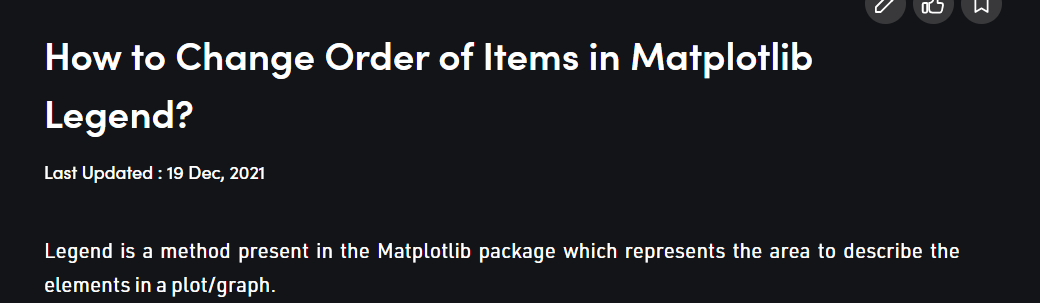 How to Change Order of Items in Matplotlib
Legend?
Last Updated : 19 Dec, 2021
Legend is a method present in the Matplotlib package which represents the area to describe the
elements in a plot/graph.